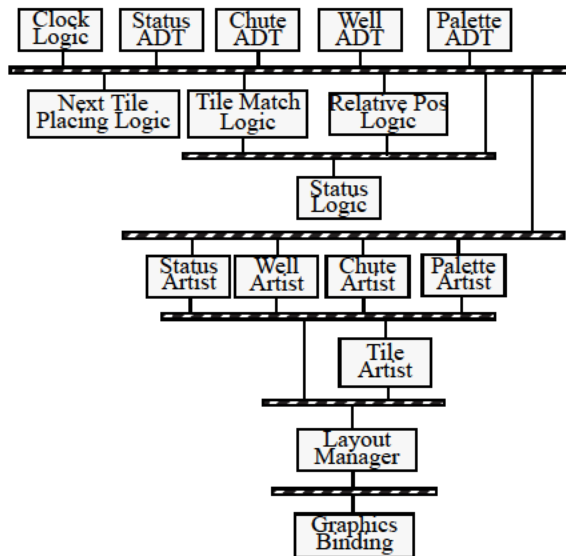 Clock
Logic
Status
ADT
Chute
ADT
Well
ADT
Palette
ADT
Next Tile
Placing Logic
Tile Match
Logic
Relative Pos
Logic
Status
Logic
Status
Artist
Well
Artist
Chute
Artist
Palette
Artist
Tile
Artist
Layout
Manager
Graphics
Binding